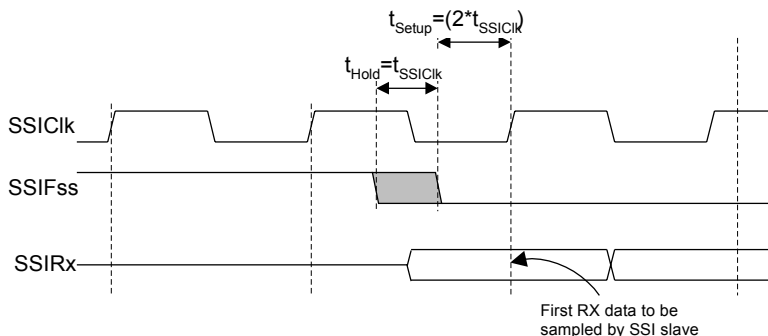 tSetup=(2*tSSIClk)
tHold=tSSIClk
SSIClk
SSIFss
SSIRx
First RX data to be
sampled by SSI slave